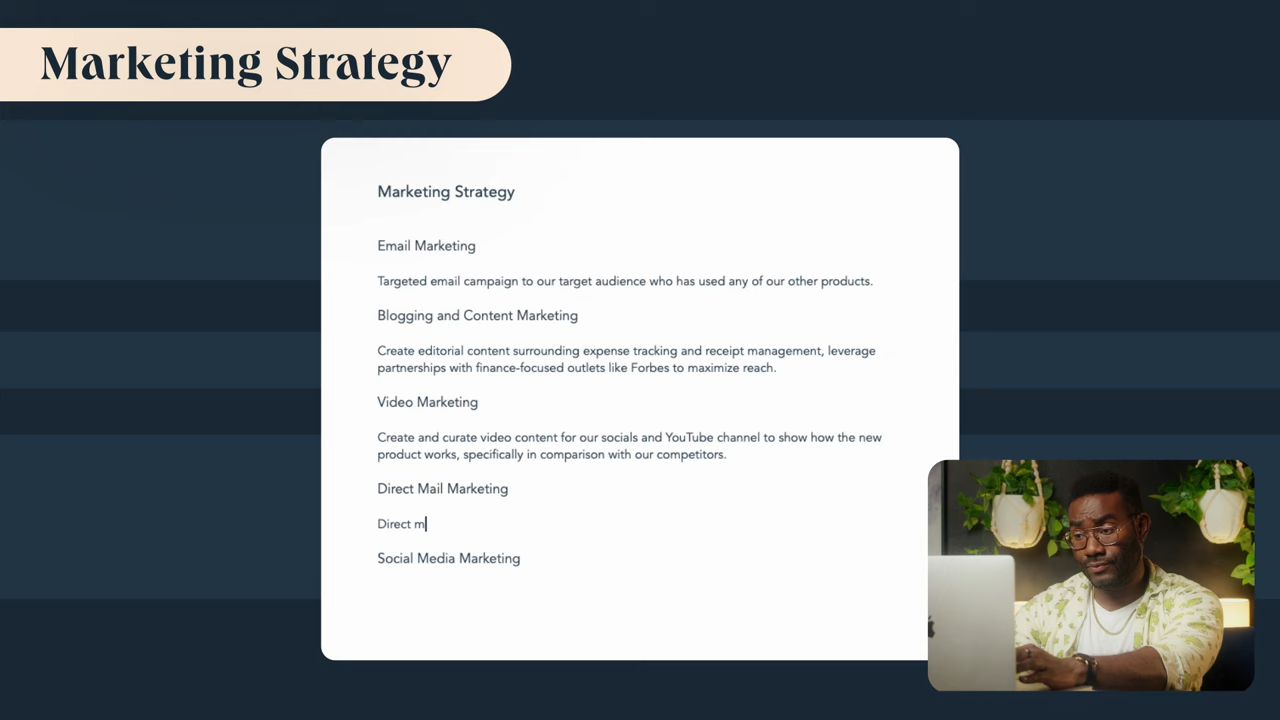 Marketing Strategy
Marketing Strategy
Email Marketing
Targeted email campaign to our target audience who has used any of our other products.
Blogging and Content Marketing
Create editorial content surrounding expense tracking and receipt management, leverage
partnerships with finance-focused outlets like Forbes to maximize reach.
Video Marketing
Create and curate video content for our socials and YouTube channel to show how the new
product works, specifically in comparison with our competitors.
Direct Mail Marketing
Direct m
Social Media Marketing